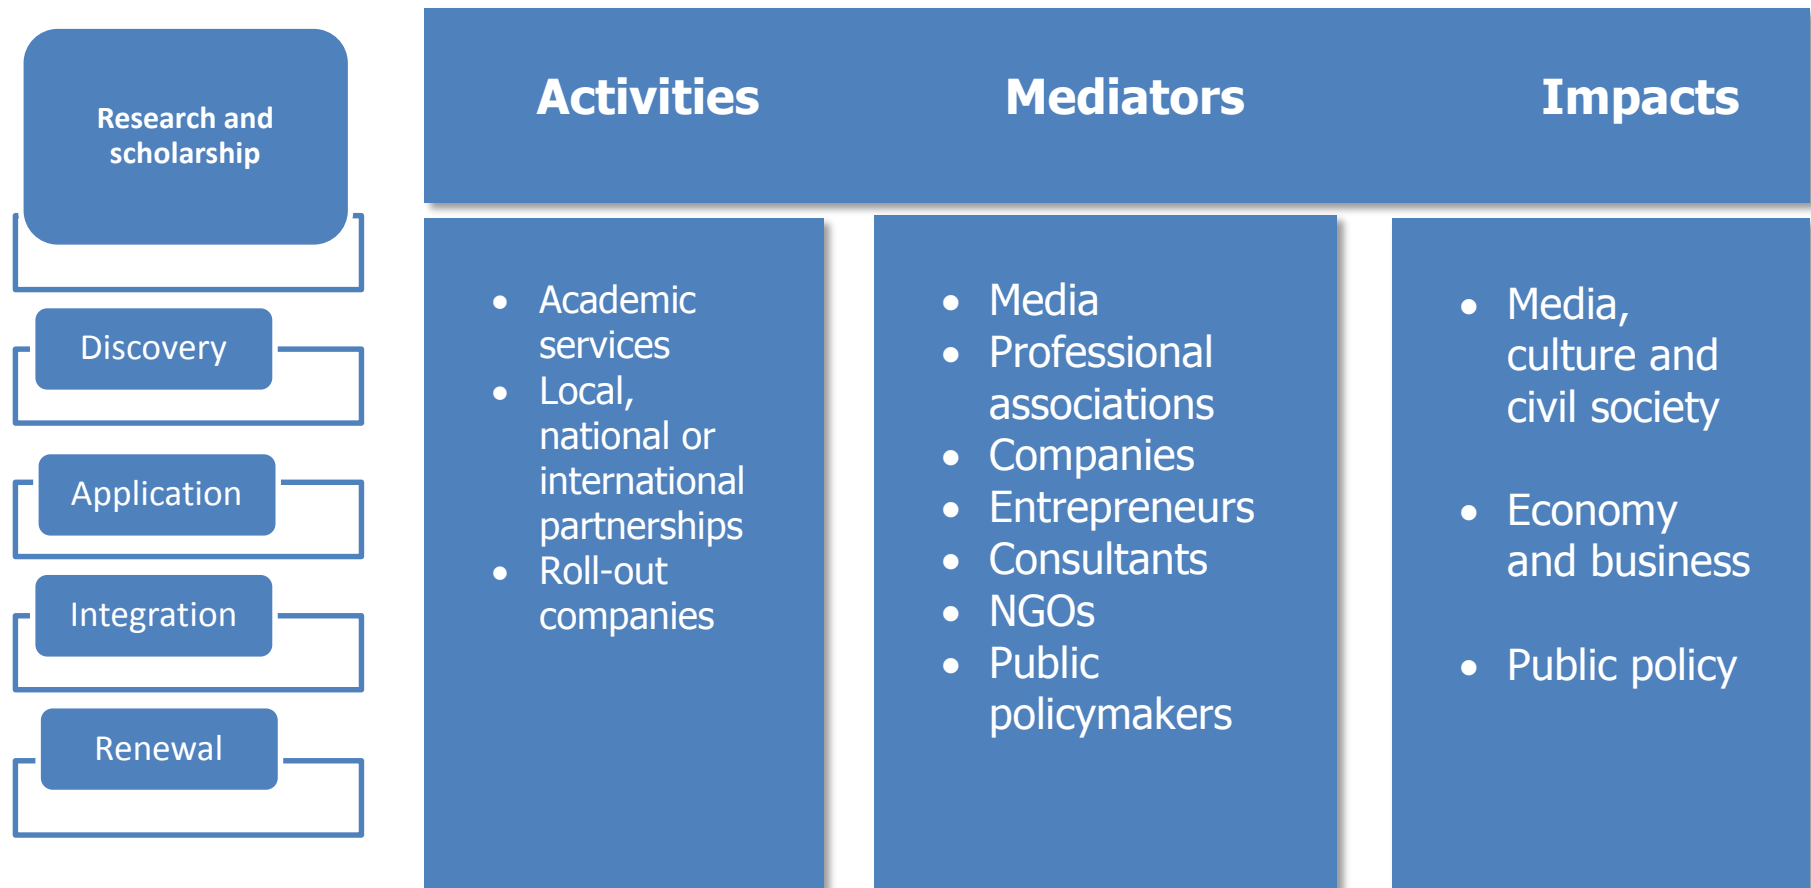 Research and
scholarship
Discovery
Application
Integration
Renewal
Activities
Mediators
Impacts
• Academic
services
• Local,
national or
international
partnerships
• Roll-out
companies
• Media
• Professional
associations
• Companies
• Entrepreneurs
• Consultants
• NGOs
• Public
policymakers
• Media,
culture and
civil society
• Economy
and business
• Public policy